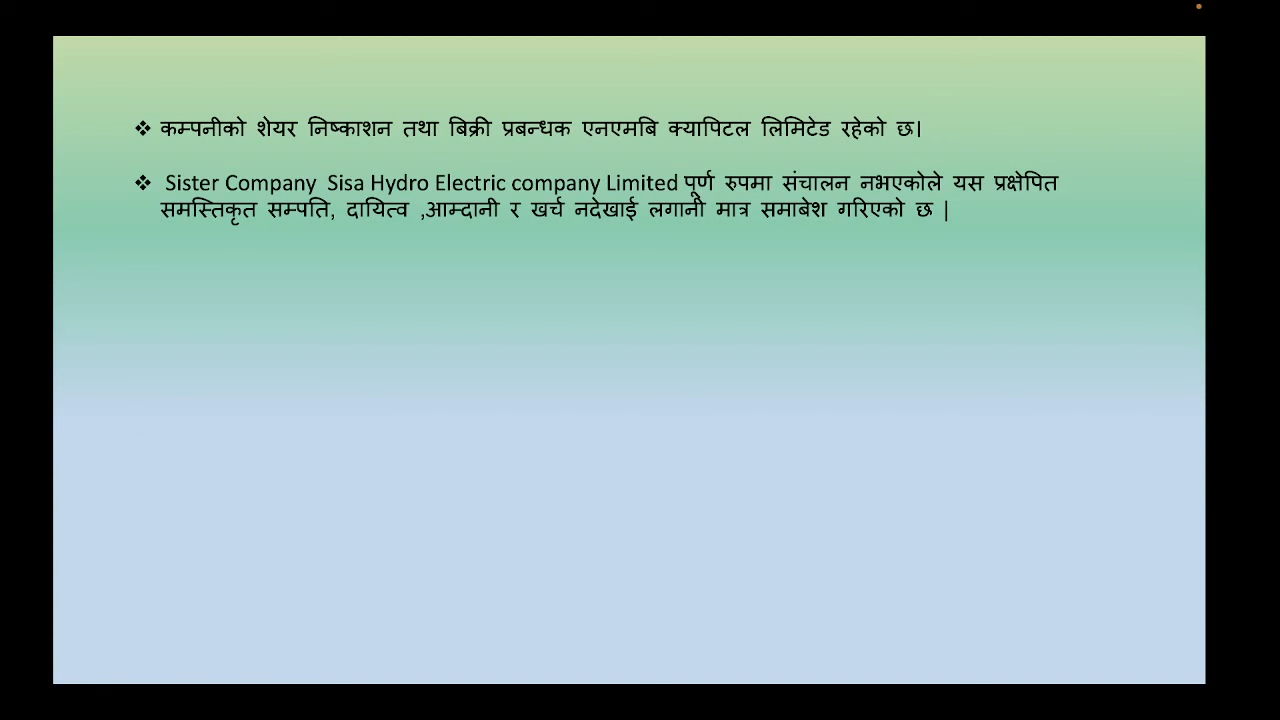 ❖ कम्पनीको शेयर निष्काशन तथा बिक्री प्रबन्धक एनएमबि क्यापिटल लिमिटेड रहेको छ।
❖ Sister Company Sisa Hydro Electric company Limited पूर्ण रुपमा संचालन नभएकोले यस प्रक्षेपित
समस्तिकृत सम्पति, दायित्व ,आम्दानी र खर्च नदेखाई लगानी मात्र समाबेश गरिएको छ |